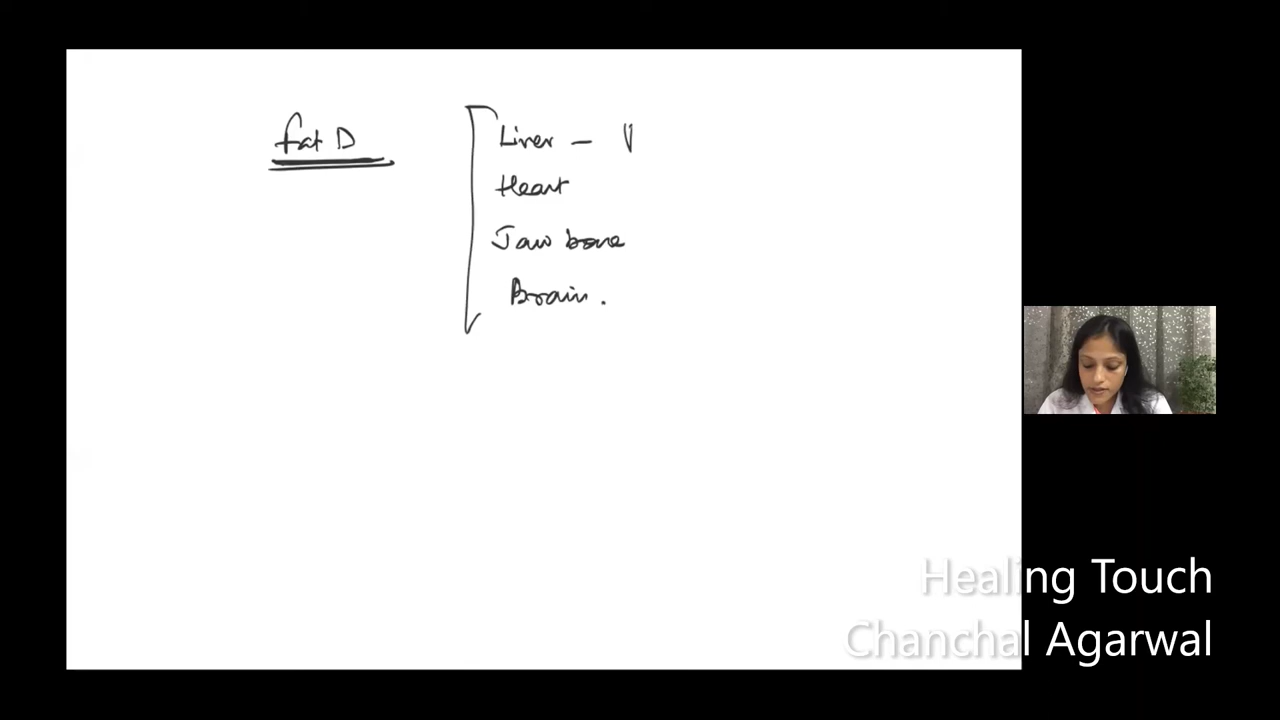 fat D
Liver –
Heart
Jaw bone
Brain.
Healing Touch
Chanchal Agarwal